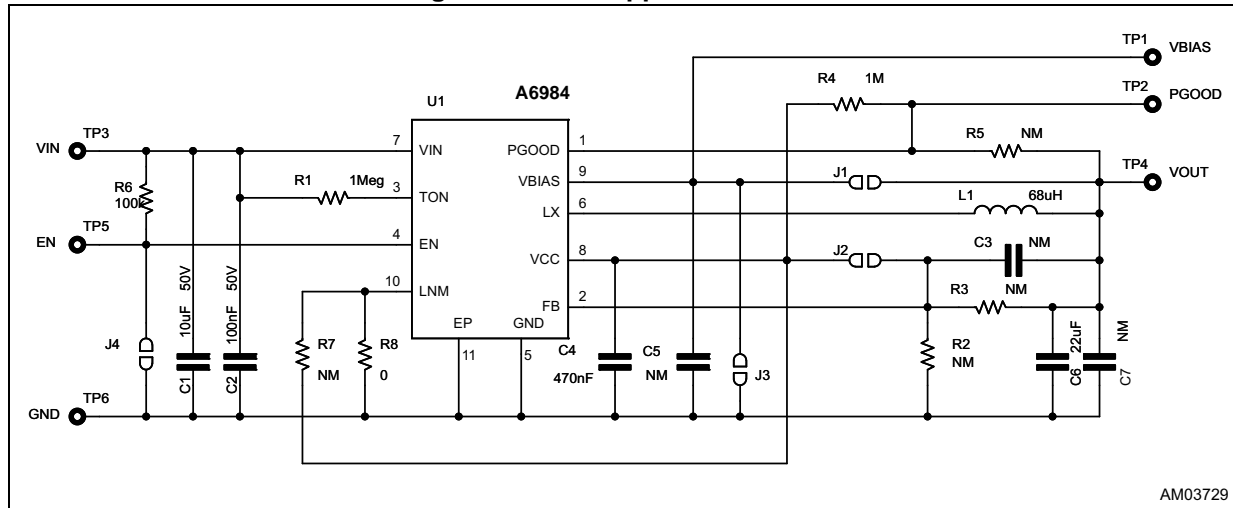 TP1 VBIAS
R4 1M
TP2 PGOOD
U1 A6984
TP3
VIN
7 VIN
PGOOD 1
R5 NM
R6
100k
R1 1Meg
3 TON
VBIAS 9
J1
TP4 VOUT
LX 6
L1 68uH
TP5
EN
4 EN
VCC 8
J2
C3 NM
10 LNM
FB 2
R3 NM
EP
GND
11
5
J4
10uF 50V
C1
100nF 50V
C2
R7
NM
R8
0
C4
470nF
C5
NM
J3
R2
NM
22uF
C6
NM
C7
TP6
GND
AM03729